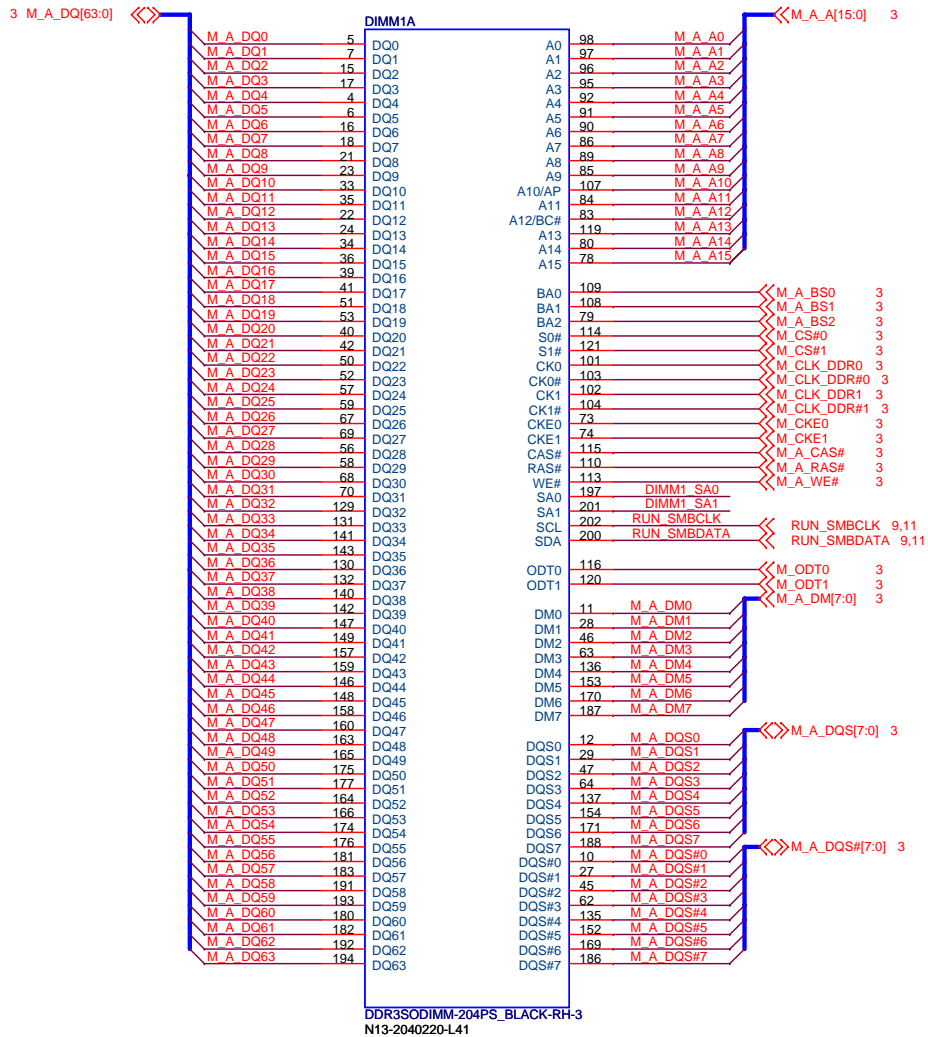 3 M_A_DQ[63:0] DIMM1A M_A_A[15:0] 3
M_A_DQ0 5 DQ0 A0 98 M_A_A0
M_A_DQ1 7 DQ1 A1 97 M_A_A1
M_A_DQ2 15 DQ2 A2 96 M_A_A2
M_A_DQ3 17 DQ3 A3 95 M_A_A3
M_A_DQ4 4 DQ4 A4 92 M_A_A4
M_A_DQ5 6 DQ5 A5 91 M_A_A5
M_A_DQ6 16 DQ6 A6 90 M_A_A6
M_A_DQ7 18 DQ7 A7 86 M_A_A7
M_A_DQ8 21 DQ8 A8 89 M_A_A8
M_A_DQ9 23 DQ9 A9 85 M_A_A9
M_A_DQ10 33 DQ10 A10/AP 107 M_A_A10
M_A_DQ11 35 DQ11 A11 84 M_A_A11
M_A_DQ12 22 DQ12 A12/BC# 83 M_A_A12
M_A_DQ13 24 DQ13 A13 119 M_A_A13
M_A_DQ14 34 DQ14 A14 80 M_A_A14
M_A_DQ15 36 DQ15 A15 78 M_A_A15
M_A_DQ16 39 DQ16
M_A_DQ17 41 DQ17 BA0 109 M_A_BS0 3
M_A_DQ18 51 DQ18 BA1 108 M_A_BS1 3
M_A_DQ19 53 DQ19 BA2 79 M_A_BS2 3
M_A_DQ20 40 DQ20 S0# 114 M_CS#0 3
M_A_DQ21 42 DQ21 S1# 121 M_CS#1 3
M_A_DQ22 50 DQ22 CK0 101 M_CLK_DDR0 3
M_A_DQ23 52 DQ23 CK0# 103 M_CLK_DDR#0 3
M_A_DQ24 57 DQ24 CK1 102 M_CLK_DDR1 3
M_A_DQ25 59 DQ25 CK1# 104 M_CLK_DDR#1 3
M_A_DQ26 67 DQ26 CKE0 73 M_CKE0 3
M_A_DQ27 69 DQ27 CKE1 74 M_CKE1 3
M_A_DQ28 56 DQ28 CAS# 115 M_A_CAS# 3
M_A_DQ29 58 DQ29 RAS# 110 M_A_RAS# 3
M_A_DQ30 68 DQ30 WE# 113 M_A_WE# 3
M_A_DQ31 70 DQ31 SA0 197 DIMM1_SA0
M_A_DQ32 129 DQ32 SA1 201 DIMM1_SA1
M_A_DQ33 131 DQ33 SCL 202 RUN_SMBCLK RUN_SMBCLK 9,11
M_A_DQ34 141 DQ34 SDA 200 RUN_SMBDATA RUN_SMBDATA 9,11
M_A_DQ35 143 DQ35
M_A_DQ36 130 DQ36 ODT0 116 M_ODT0 3
M_A_DQ37 132 DQ37 ODT1 120 M_ODT1 3
M_A_DQ38 140 DQ38 M_A_DM[7:0] 3
M_A_DQ39 142 DQ39 DM0 11 M_A_DM0
M_A_DQ40 147 DQ40 DM1 28 M_A_DM1
M_A_DQ41 149 DQ41 DM2 46 M_A_DM2
M_A_DQ42 157 DQ42 DM3 63 M_A_DM3
M_A_DQ43 159 DQ43 DM4 136 M_A_DM4
M_A_DQ44 146 DQ44 DM5 153 M_A_DM5
M_A_DQ45 148 DQ45 DM6 170 M_A_DM6
M_A_DQ46 158 DQ46 DM7 187 M_A_DM7
M_A_DQ47 160 DQ47 M_A_DQS[7:0] 3
M_A_DQ48 163 DQ48 DQS0 12 M_A_DQS0
M_A_DQ49 165 DQ49 DQS1 29 M_A_DQS1
M_A_DQ50 175 DQ50 DQS2 47 M_A_DQS2
M_A_DQ51 177 DQ51 DQS3 64 M_A_DQS3
M_A_DQ52 164 DQ52 DQS4 137 M_A_DQS4
M_A_DQ53 166 DQ53 DQS5 154 M_A_DQS5
M_A_DQ54 174 DQ54 DQS6 171 M_A_DQS6
M_A_DQ55 176 DQ55 DQS7 188 M_A_DQS7 M_A_DQS#[7:0] 3
M_A_DQ56 181 DQ56 DQS#0 10 M_A_DQS#0
M_A_DQ57 183 DQ57 DQS#1 27 M_A_DQS#1
M_A_DQ58 191 DQ58 DQS#2 45 M_A_DQS#2
M_A_DQ59 193 DQ59 DQS#3 62 M_A_DQS#3
M_A_DQ60 180 DQ60 DQS#4 135 M_A_DQS#4
M_A_DQ61 182 DQ61 DQS#5 152 M_A_DQS#5
M_A_DQ62 192 DQ62 DQS#6 169 M_A_DQS#6
M_A_DQ63 194 DQ63 DQS#7 186 M_A_DQS#7
DDR3SODIMM-204PS_BLACK-RH-3
N13-2040220-L41